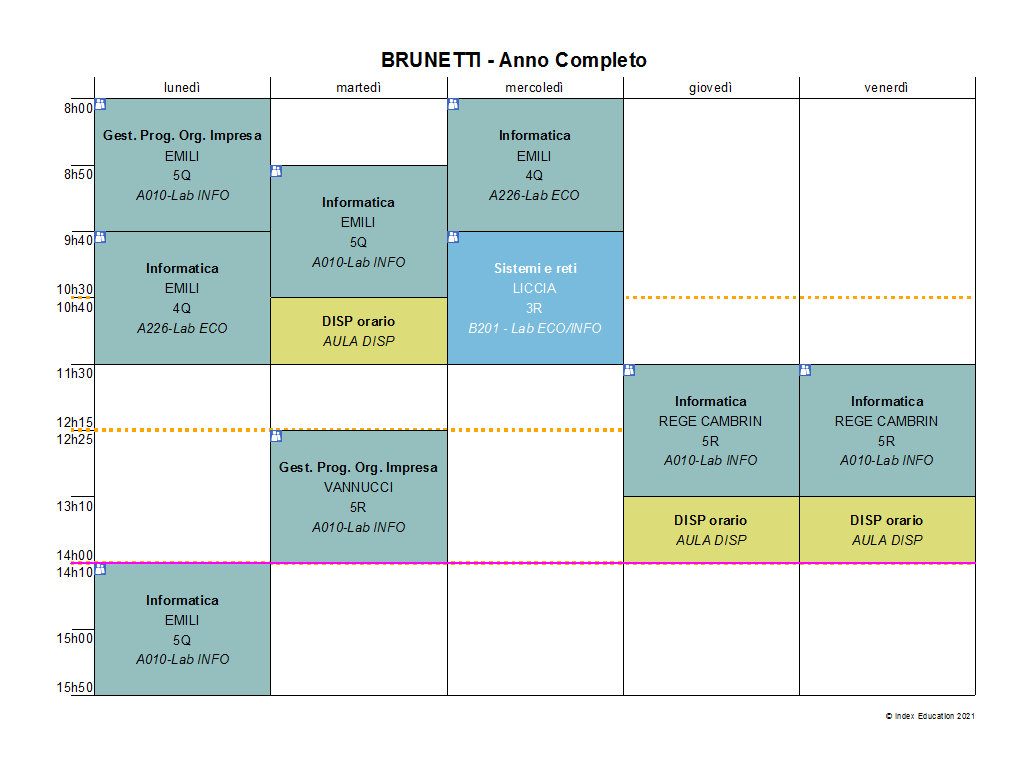 BRUNETTI - Anno Completo
lunedì
martedì
mercoledì
giovedì
venerdì
8h00
8h50
9h40
10h30
10h40
11h30
12h15
12h25
13h10
14h00
14h10
15h00
15h50
Gest. Prog. Org. Impresa
EMILI
5Q
A010-Lab INFO
Informatica
EMILI
4Q
A226-Lab ECO
Informatica
EMILI
5Q
A010-Lab INFO
Informatica
EMILI
5Q
A010-Lab INFO
DISP orario
AULA DISP
Gest. Prog. Org. Impresa
VANNUCCI
5R
A010-Lab INFO
Informatica
EMILI
4Q
A226-Lab ECO
Sistemi e reti
LICCIA
3R
B201 - Lab ECO/INFO
Informatica
REGE CAMBRIN
5R
A010-Lab INFO
DISP orario
AULA DISP
Informatica
REGE CAMBRIN
5R
A010-Lab INFO
DISP orario
AULA DISP
© Index Education 2021